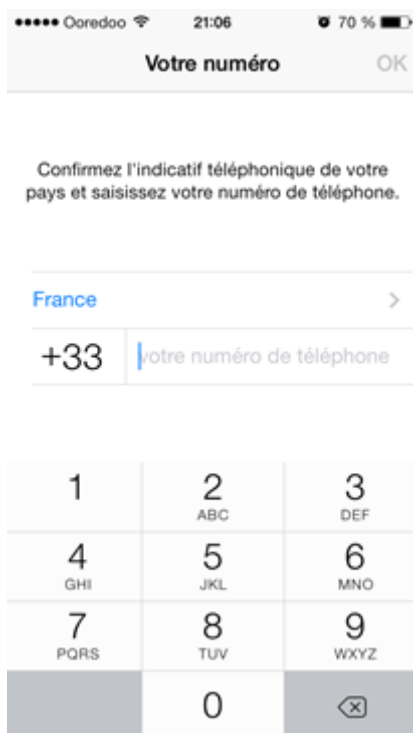 Ooredoo 21:06 70 %
Votre numéro OK
Confirmez l'indicatif téléphonique de votre
pays et saisissez votre numéro de téléphone.
France
+33 votre numéro de téléphone
1 2 3
ABC DEF
4 5 6
GHI JKL MNO
7 8 9
PQRS TUV WXYZ
0